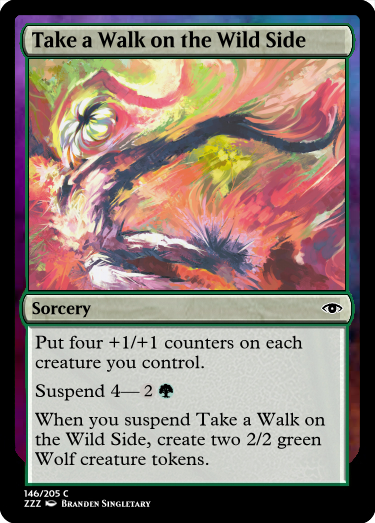 Take a Walk on the Wild Side
Sorcery
Put four +1/+1 counters on each
creature you control.
Suspend 4— 2
When you suspend Take a Walk on
the Wild Side, create two 2/2 green
Wolf creature tokens.
146/205 C
ZZZ Branden Singletary